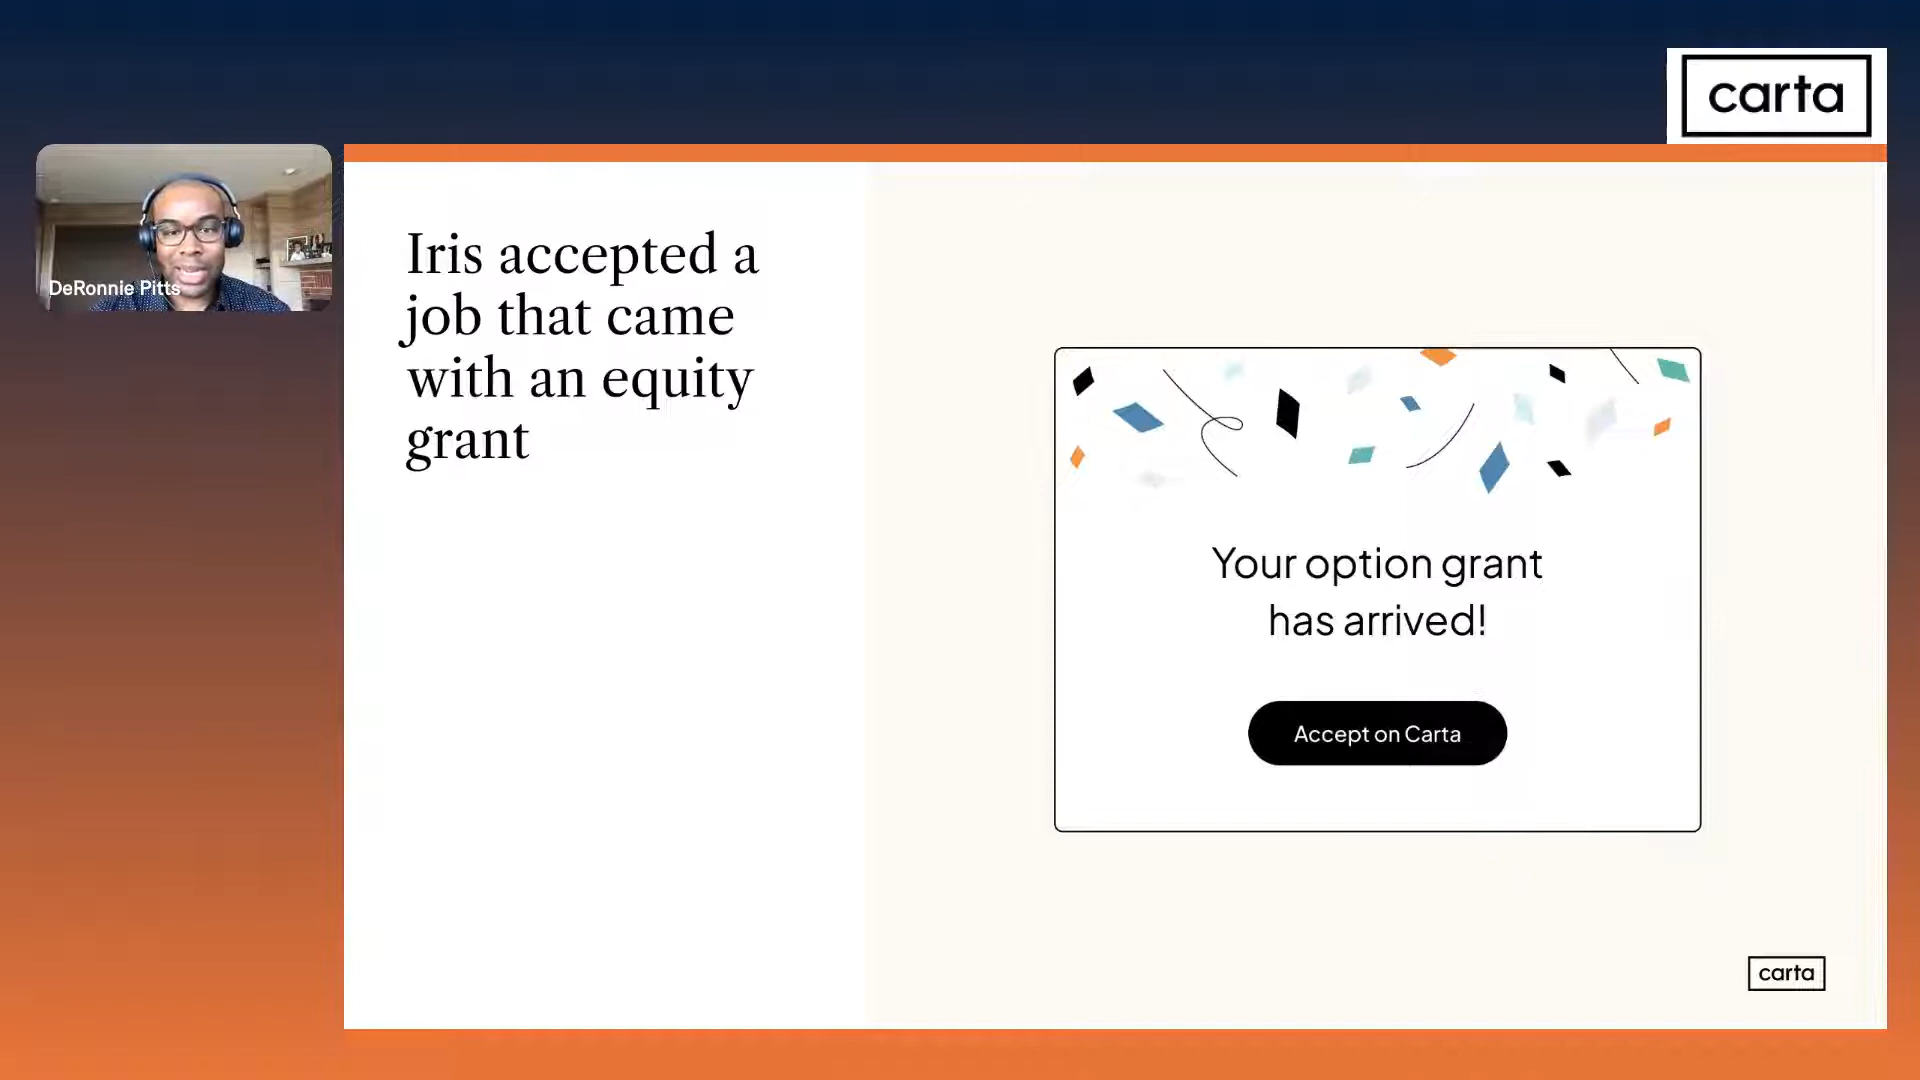 carta
DeRonnie Pitts
Iris accepted a
job that came
with an equity
grant
Your option grant
has arrived!
Accept on Carta
carta